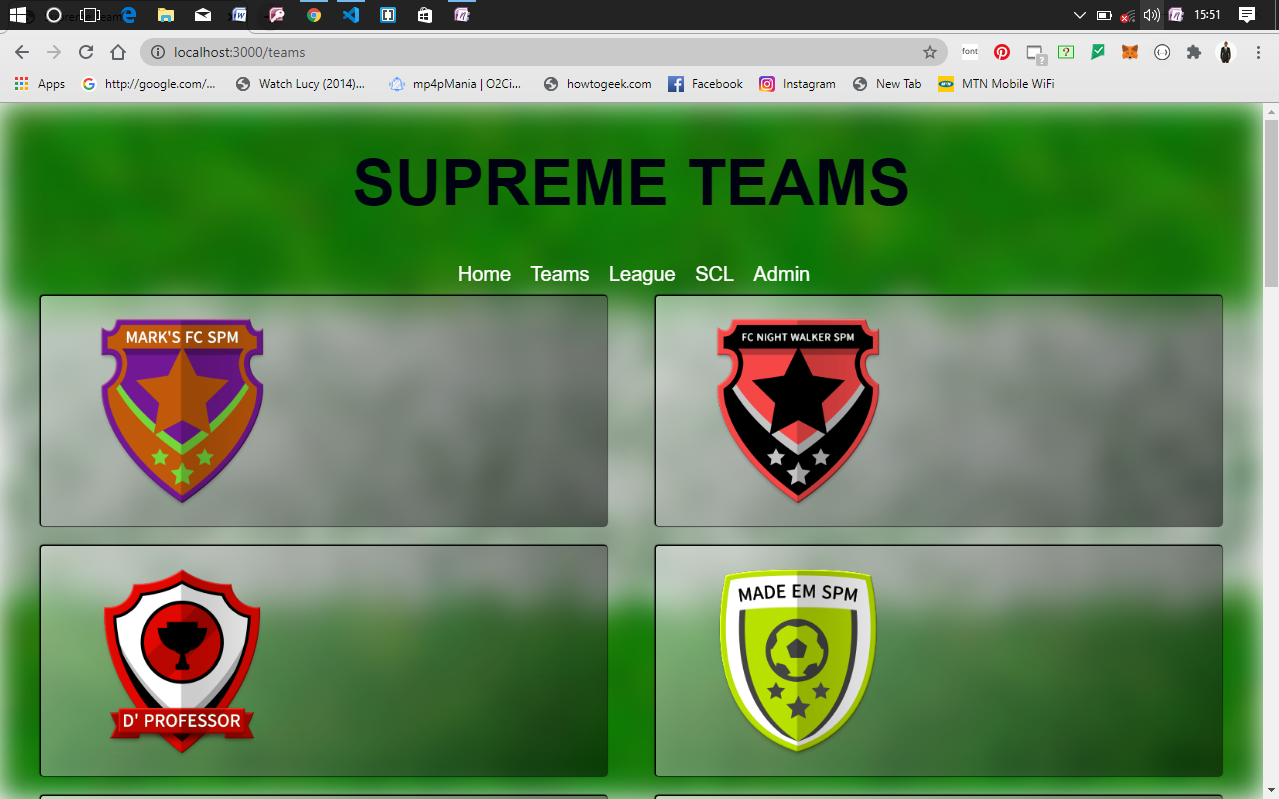 15:51
localhost:3000/teams
font
Apps
http://google.com/...
Watch Lucy (2014)...
mp4pMania | O2Ci...
howtogeek.com
Facebook
Instagram
New Tab
MTN Mobile WiFi
SUPREME TEAMS
Home Teams League SCL Admin
MARK'S FC SPM
FC NIGHT WALKER SPM
D' PROFESSOR
MADE EM SPM